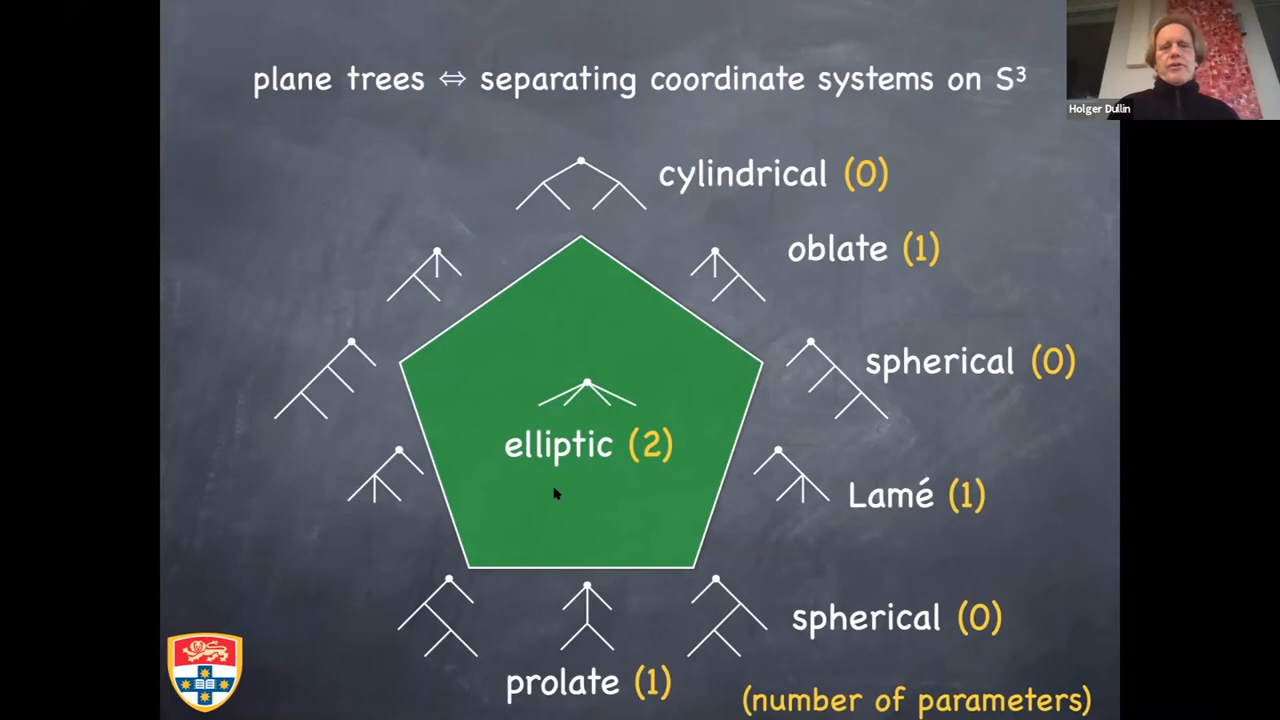 plane trees ⇔ separating coordinate systems on S³
Holger Dullin
cylindrical (0)
oblate (1)
spherical (0)
elliptic (2)
Lamé (1)
spherical (0)
prolate (1)
(number of parameters)